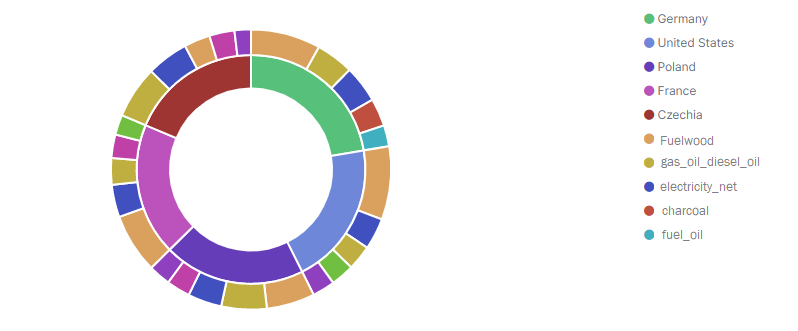 Germany
United States
Poland
France
Czechia
Fuelwood
gas_oil_diesel_oil
electricity_net
charcoal
fuel_oil